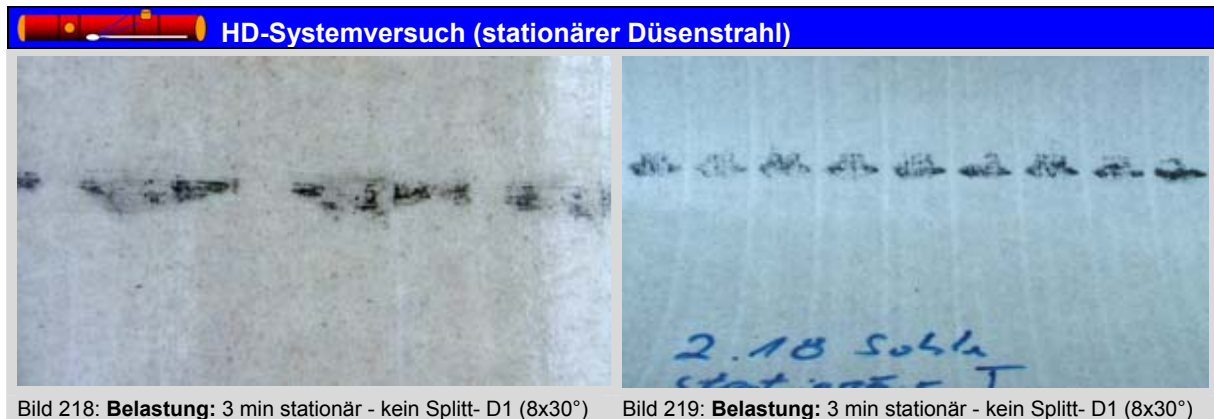 HD-Systemversuch (stationärer Düsenstrahl)
2.18 Sohle
Bild 218: Belastung: 3 min stationär - kein Splitt- D1 (8x30°)
Bild 219: Belastung: 3 min stationär - kein Splitt- D1 (8x30°)